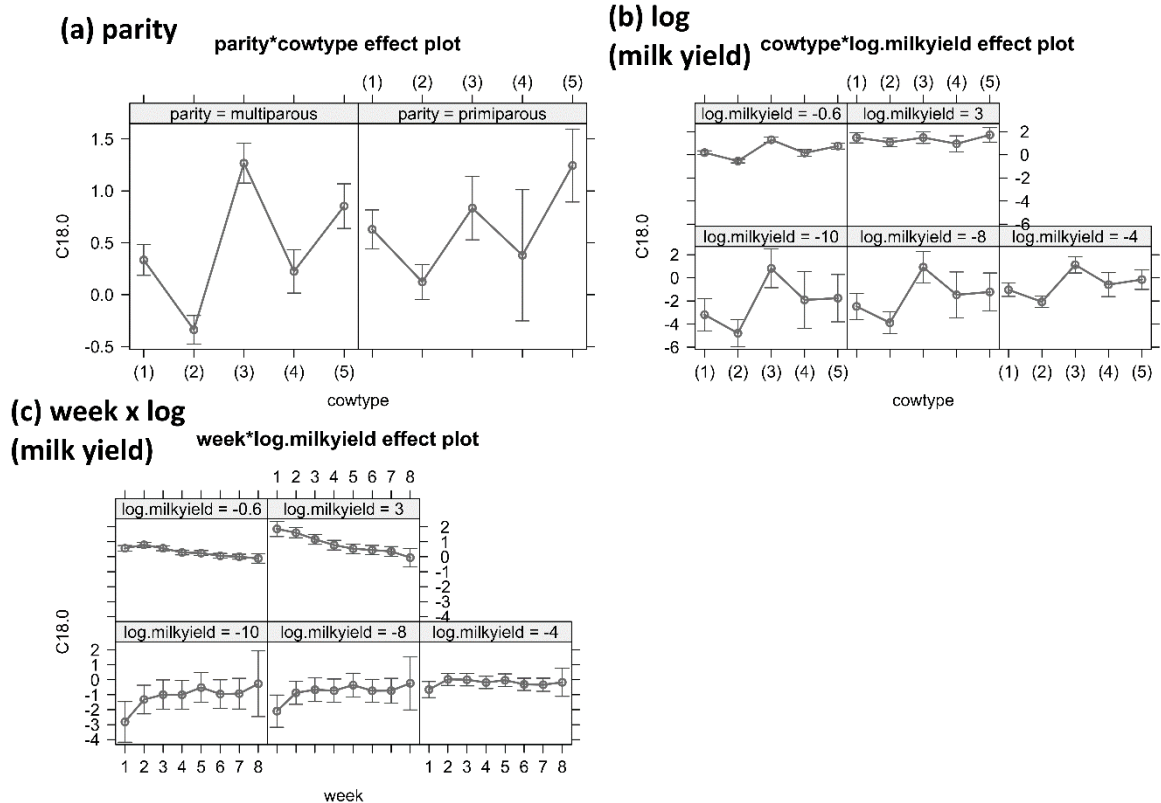 (a) parity
parity*cowtype effect plot
(1) (2) (3) (4) (5)
parity = multiparous parity = primiparous
1.5
1.0
0.5
0.0
-0.5
C18.0
(1) (2) (3) (4) (5)
cowtype
(b) log
(milk yield)
cowtype*log.milkyield effect plot
(1) (2) (3) (4) (5)
log.milkyield = -0.6 log.milkyield = 3
2
0
-2
-4
-6
C18.0
log.milkyield = -10 log.milkyield = -8 log.milkyield = -4
2
0
-2
-4
-6
(1) (2) (3) (4) (5) (1) (2) (3) (4) (5)
cowtype
(c) week x log
(milk yield)
week*log.milkyield effect plot
1 2 3 4 5 6 7 8
log.milkyield = -0.6 log.milkyield = 3
2
1
0
-1
-2
-3
-4
C18.0
log.milkyield = -10 log.milkyield = -8 log.milkyield = -4
2
1
0
-1
-2
-3
-4
1 2 3 4 5 6 7 8 1 2 3 4 5 6 7 8
week